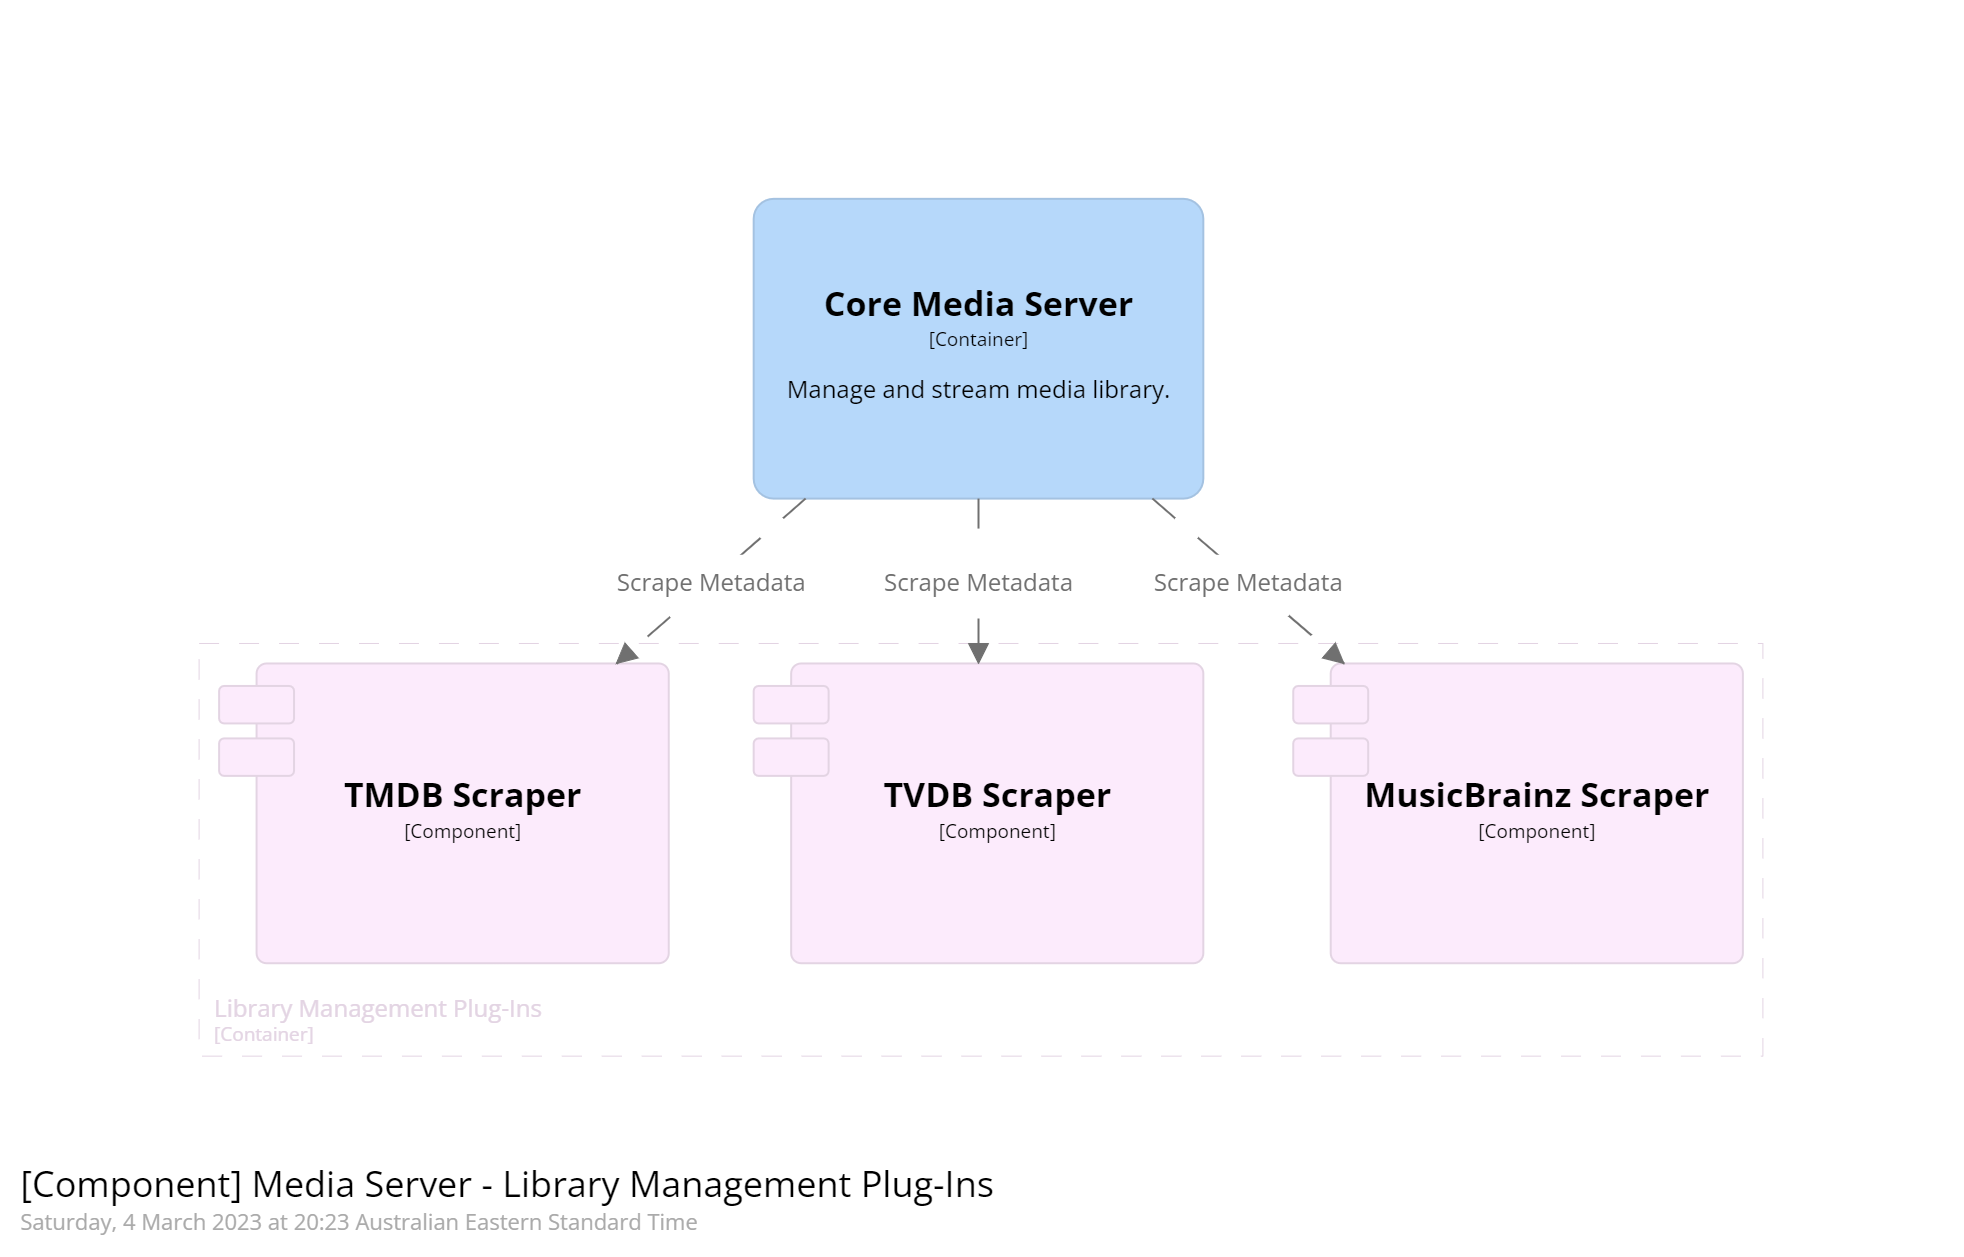 Core Media Server
[Container]
Manage and stream media library.
Scrape Metadata
Scrape Metadata
Scrape Metadata
TMDB Scraper
[Component]
TVDB Scraper
[Component]
MusicBrainz Scraper
[Component]
Library Management Plug-Ins
[Container]
[Component] Media Server - Library Management Plug-Ins
Saturday, 4 March 2023 at 20:23 Australian Eastern Standard Time